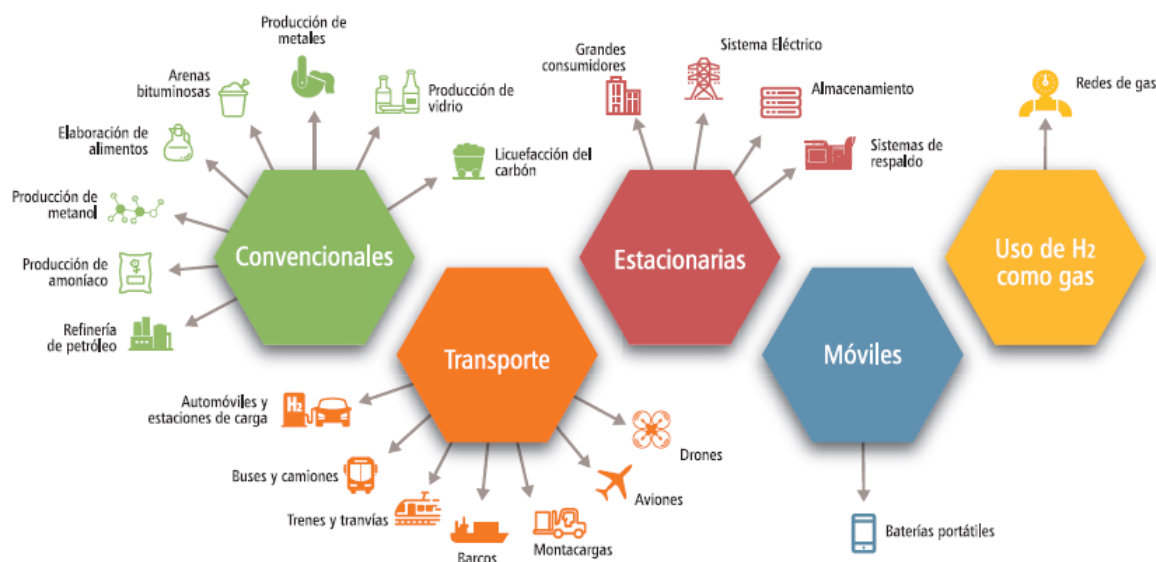 Producción de
metales
Arenas
bituminosas
Producción de
vidrio
Elaboración de
alimentos
Licuefacción del
carbón
Producción de
metanol
Producción de
amoníaco
Refinería
de petróleo
Convencionales
Grandes
consumidores
Sistema Eléctrico
Almacenamiento
Sistemas de
respaldo
Estacionarias
Redes de gas
Uso de H2
como gas
Transporte
Automóviles y
estaciones de carga
H2
Buses y camiones
Trenes y tranvías
Barcos
Montacargas
Aviones
Drones
Móviles
Baterías portátiles